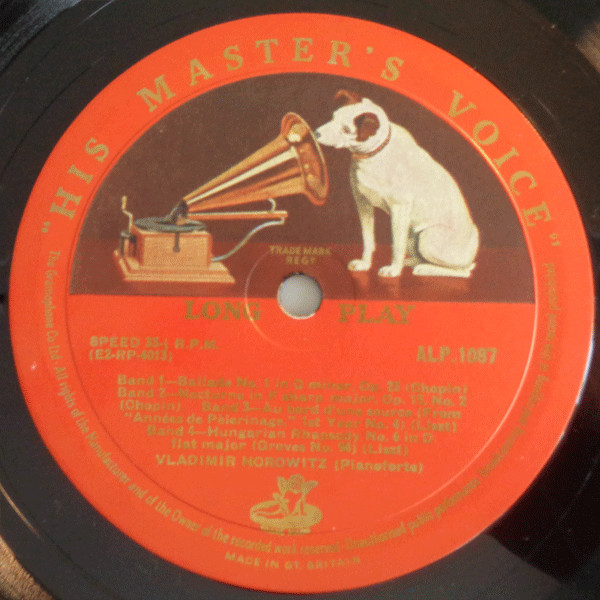 "HIS MASTER'S VOICE"
TRADE MARK
REGD
LONG PLAY
SPEED 33⅓ R.P.M.
(E2-RP-4013)
ALP.1087
Band 1—Ballade No. 1 in G minor, Op. 23 (Chopin)
Band 2—Nocturne in F sharp major, Op. 15, No. 2
(Chopin) Band 3—Au bord d'une source (From
"Années de Pèlerinage," 1st Year No. 4) (Liszt)
Band 4—Hungarian Rhapsody No. 6 in D
flat major (Groves No. 94) (Liszt)
VLADIMIR HOROWITZ (Pianoforte)
The Gramophone Co. Ltd. All rights of the Manufacturer and of the Owner of the recorded work reserved. Unauthorised public performance, broadcasting and copying of this record prohibited
MADE IN GT. BRITAIN